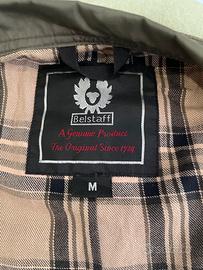 Belstaff
A Genuine Product
The Original Since 1924
M